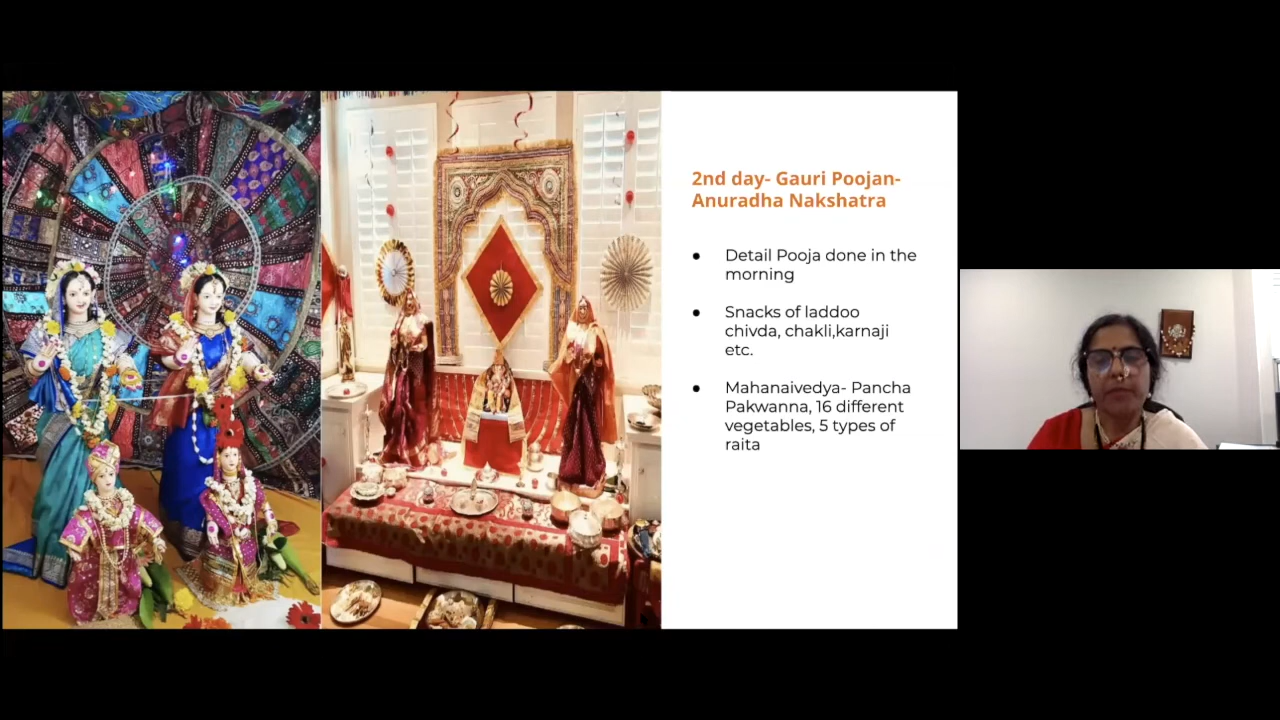 2nd day- Gauri Poojan-
Anuradha Nakshatra
● Detail Pooja done in the
morning
● Snacks of laddoo
chivda, chakli,karnaji
etc.
● Mahanaivedya- Pancha
Pakwanna, 16 different
vegetables, 5 types of
raita